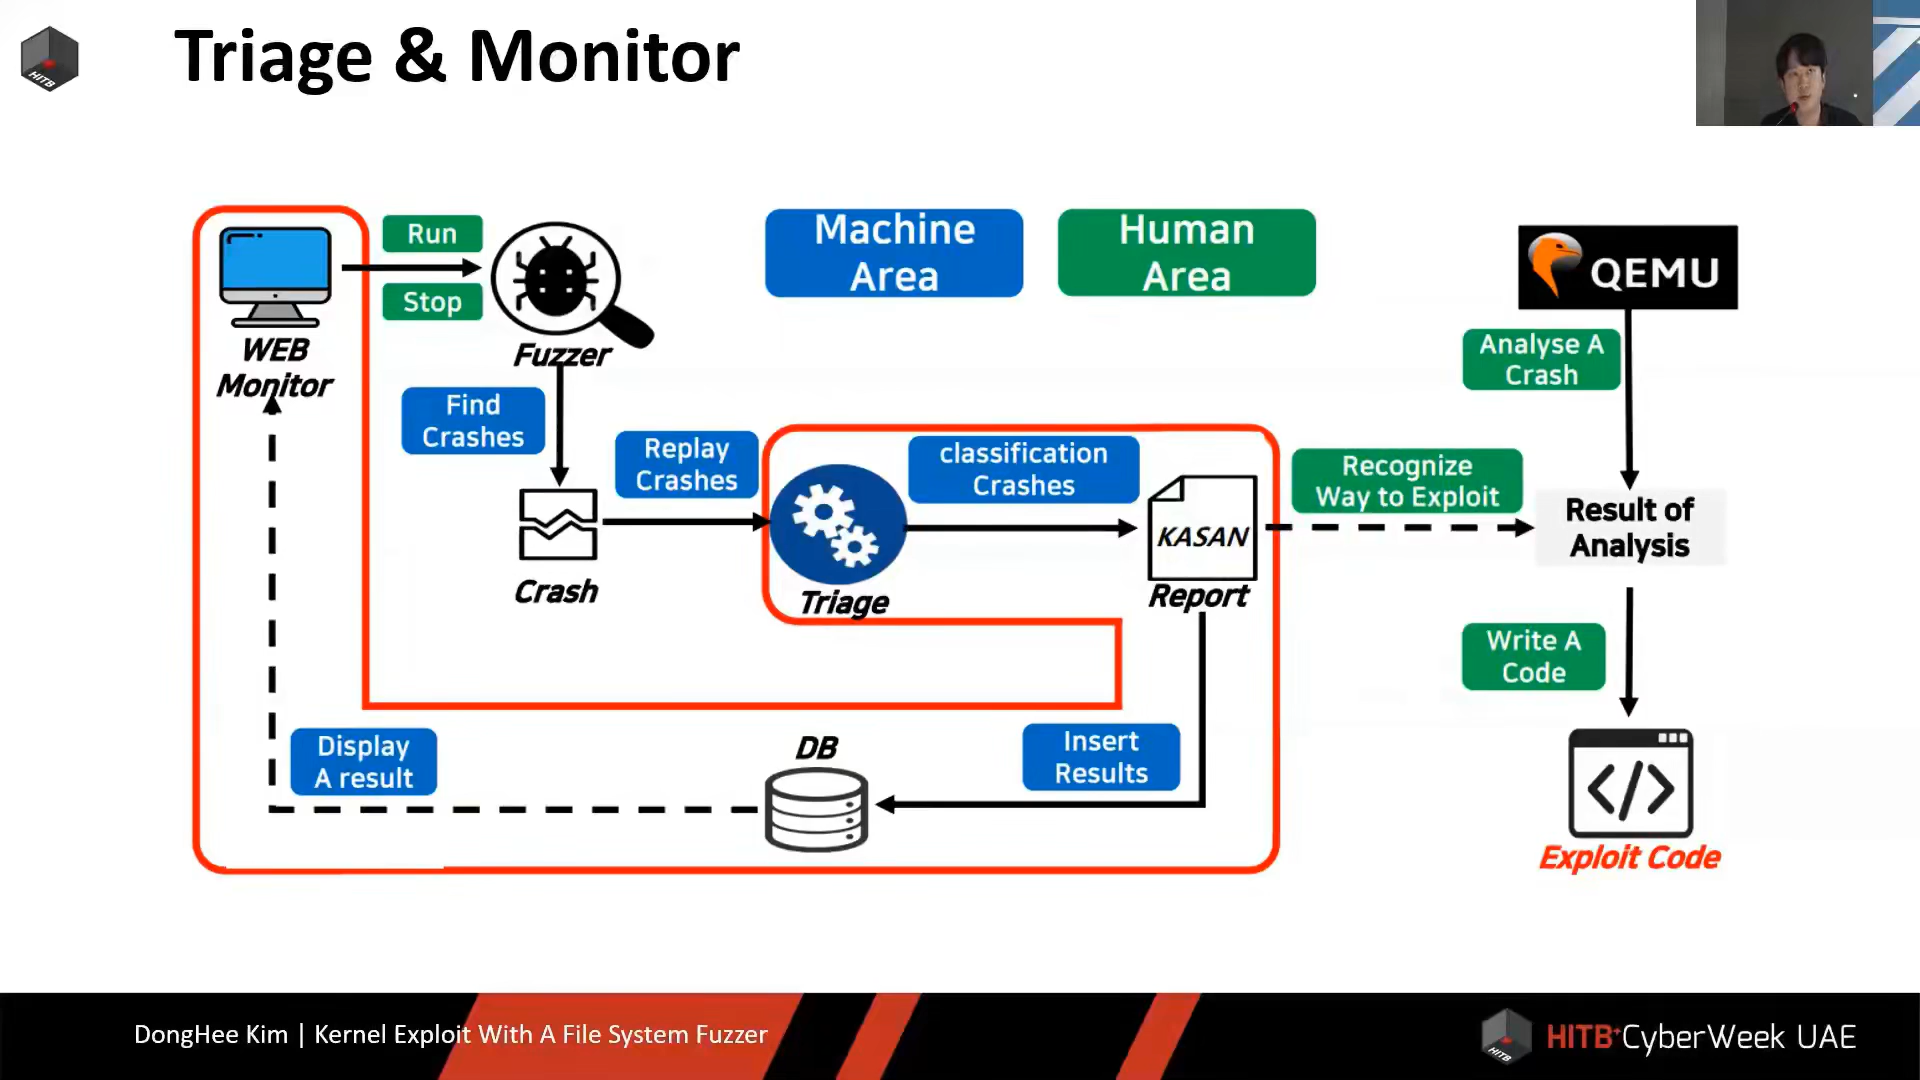 HITB
Triage & Monitor
Run
Stop
WEB
Monitor
Fuzzer
Machine
Area
Human
Area
QEMU
Analyse A
Crash
Find
Crashes
Replay
Crashes
classification
Crashes
Recognize
Way to Exploit
Result of
Analysis
KASAN
Crash
Triage
Report
Write A
Code
Display
A result
DB
Insert
Results
Exploit Code
DongHee Kim | Kernel Exploit With A File System Fuzzer
HITB
HITB+CyberWeek UAE